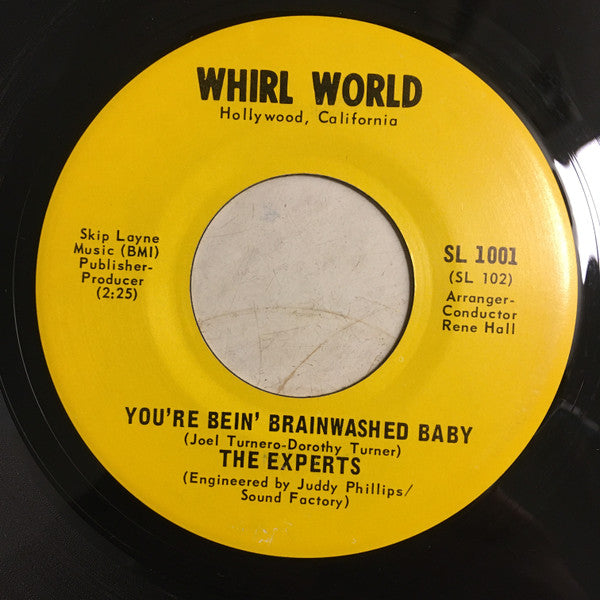 WHIRL WORLD
Hollywood, California
Skip Layne
Music (BMI)
Publisher-
Producer
(2:25)
SL 1001
(SL 102)
Arranger-
Conductor
Rene Hall
YOU'RE BEIN' BRAINWASHED BABY
(Joel Turnero-Dorothy Turner)
THE EXPERTS
(Engineered by Juddy Phillips/
Sound Factory)